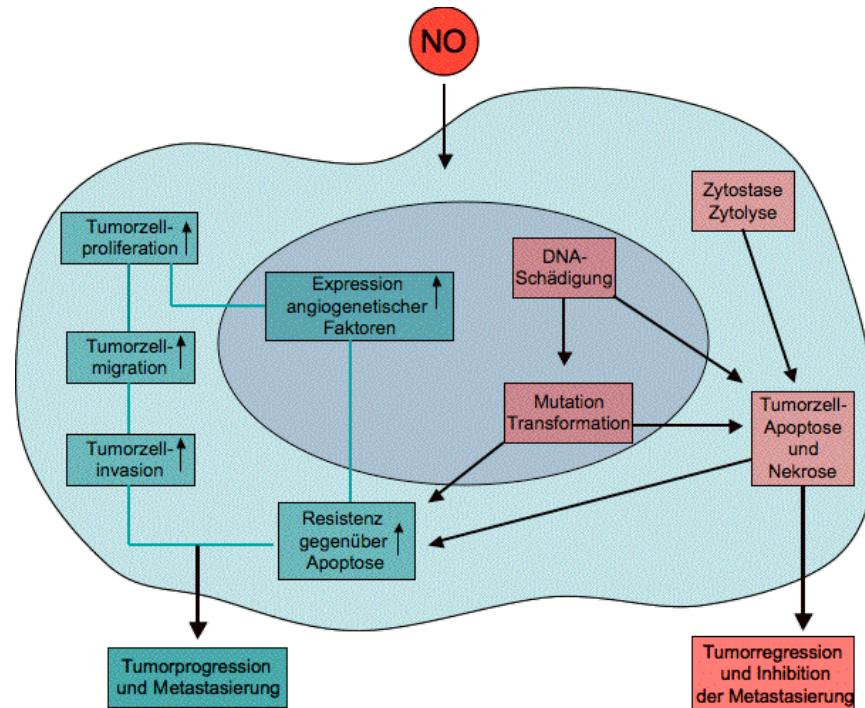 NO
Zytostase
Zytolyse
Tumorzell-
proliferation
DNA-
Schädigung
Expression
angiogenetischer
Faktoren
Tumorzell-
migration
Mutation
Transformation
Tumorzell-
Apoptose
und
Nekrose
Tumorzell-
invasion
Resistenz
gegenüber
Apoptose
Tumorprogression
und Metastasierung
Tumorregression
und Inhibition
der Metastasierung